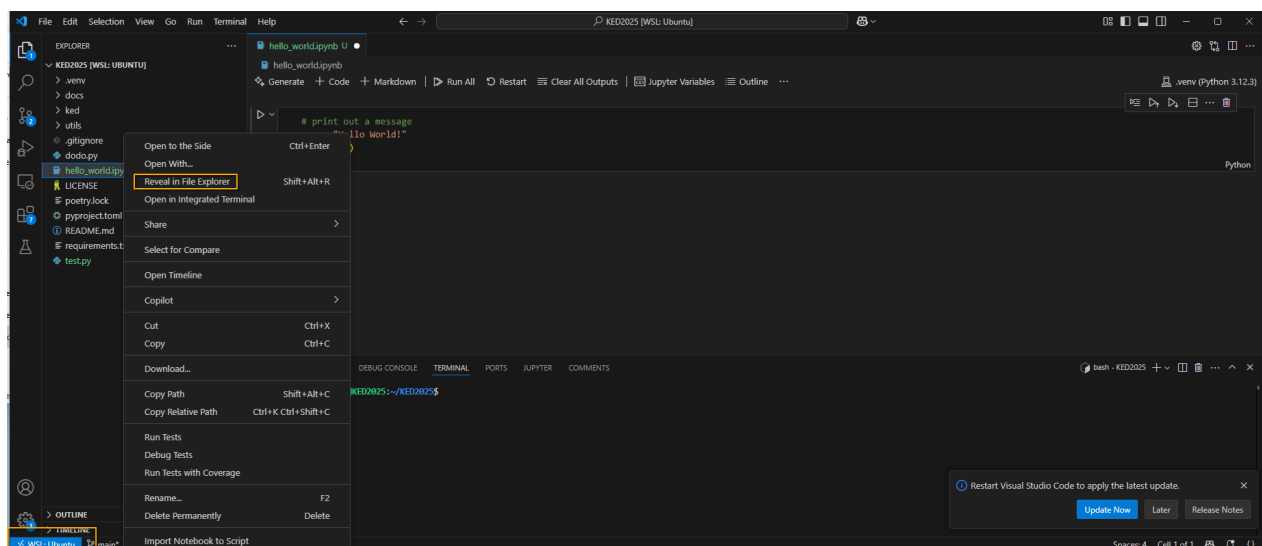 File Edit Selection View Go Run Terminal Help
KED2025 [WSL: Ubuntu]
EXPLORER
KED2025 [WSL: UBUNTU]
.venv
docs
ked
utils
.gitignore
dodo.py
hello_world.ipy
LICENSE
poetry.lock
pyproject.toml
README.md
requirements.t
test.py
OUTLINE
TIMELINE
hello_world.ipynb U
hello_world.ipynb
Generate Code Markdown Run All Restart Clear All Outputs Jupyter Variables Outline
.venv (Python 3.12.3)
# print out a message
World!"
)
Python
Open to the Side Ctrl+Enter
Open With...
Reveal in File Explorer Shift+Alt+R
Open in Integrated Terminal
Share
Select for Compare
Open Timeline
Copilot
Cut Ctrl+X
Copy Ctrl+C
Download...
Copy Path Shift+Alt+C
Copy Relative Path Ctrl+K Ctrl+Shift+C
Run Tests
Debug Tests
Run Tests with Coverage
Rename... F2
Delete Permanently Delete
Import Notebook to Script
DEBUG CONSOLE TERMINAL PORTS JUPYTER COMMENTS
bash - KED2025
KED2025:~/KED2025$
Restart Visual Studio Code to apply the latest update.
Update Now Later Release Notes
WSL: Ubuntu main*
Spaces: 4 Cell 1 of 1